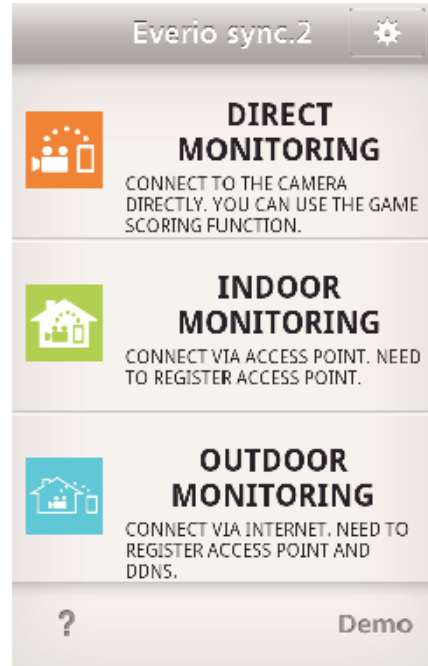 Everio sync.2
DIRECT
MONITORING
CONNECT TO THE CAMERA
DIRECTLY. YOU CAN USE THE GAME
SCORING FUNCTION.
INDOOR
MONITORING
CONNECT VIA ACCESS POINT. NEED
TO REGISTER ACCESS POINT.
OUTDOOR
MONITORING
CONNECT VIA INTERNET. NEED TO
REGISTER ACCESS POINT AND
DDNS.
? Demo